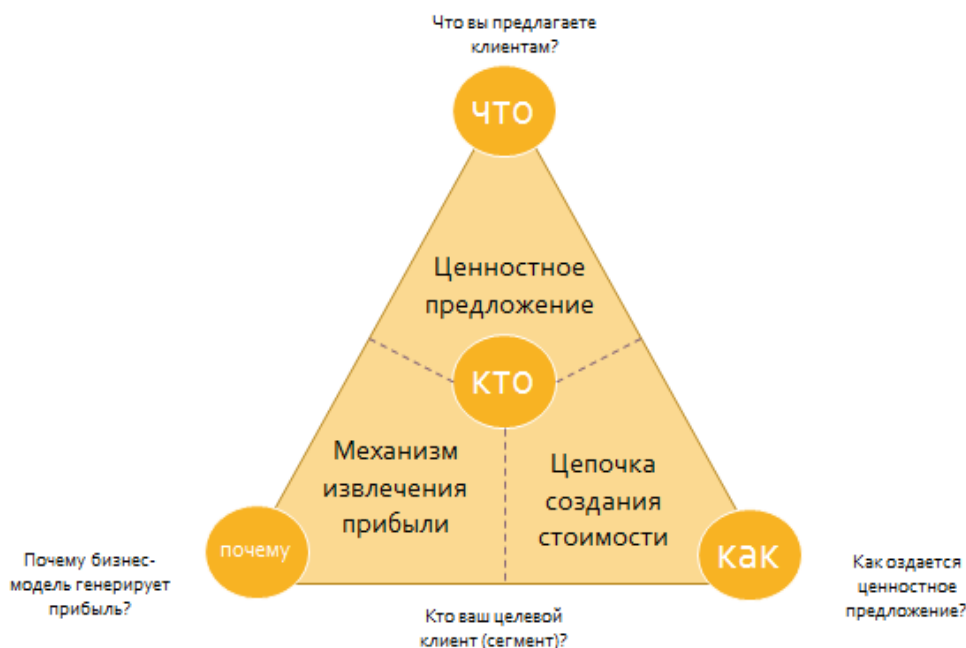 Что вы предлагаете
клиентам?
что
Ценностное
предложение
кто
Механизм
извлечения
прибыли
Цепочка
создания
стоимости
почему
как
Почему бизнес-
модель генерирует
прибыль?
Кто ваш целевой
клиент (сегмент)?
Как оздается
ценностное
предложение?